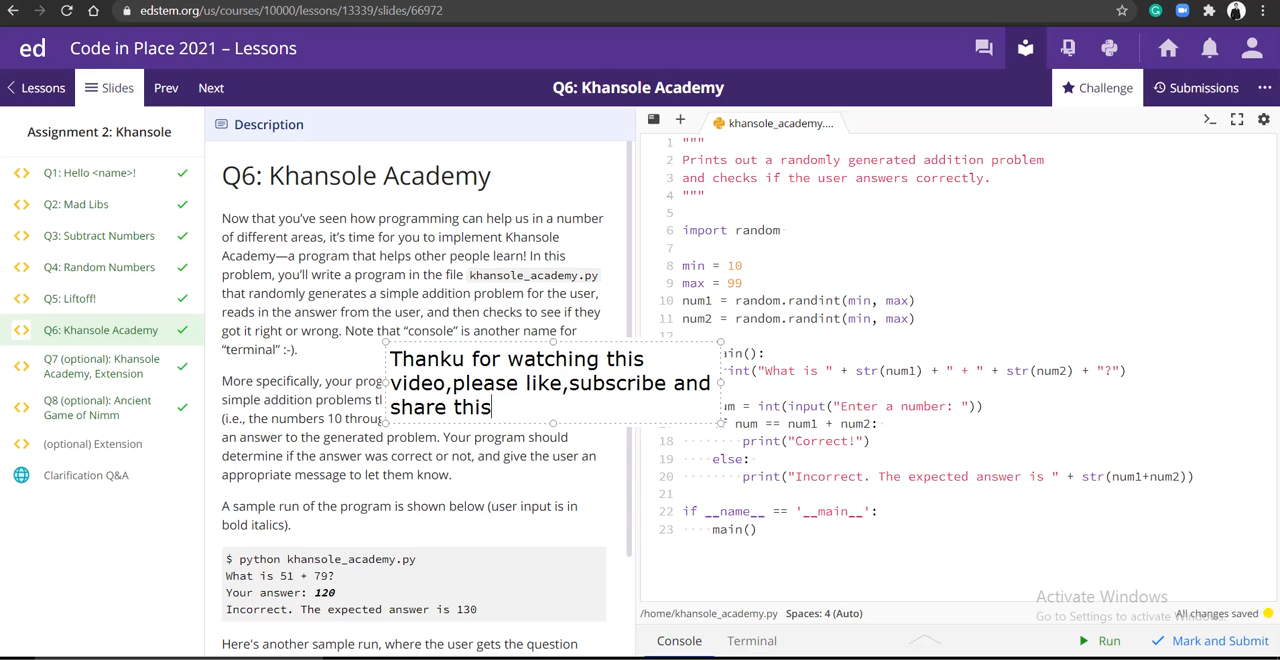 edstem.org/us/courses/10000/lessons/13339/slides/66972
ed Code in Place 2021 – Lessons
Lessons Slides Prev Next Q6: Khansole Academy Challenge Submissions
Assignment 2: Khansole
Q1: Hello <name>!
Q2: Mad Libs
Q3: Subtract Numbers
Q4: Random Numbers
Q5: Liftoff!
Q6: Khansole Academy
Q7 (optional): Khansole
Academy, Extension
Q8 (optional): Ancient
Game of Nimm
(optional) Extension
Clarification Q&A
Description
Q6: Khansole Academy
Now that you've seen how programming can help us in a number
of different areas, it's time for you to implement Khansole
Academy—a program that helps other people learn! In this
problem, you'll write a program in the file khansole_academy.py
that randomly generates a simple addition problem for the user,
reads in the answer from the user, and then checks to see if they
got it right or wrong. Note that "console" is another name for
"terminal" :-).
More specifically, your
simple addition problems
(i.e., the numbers 10 through
an answer to the generated problem. Your program should
determine if the answer was correct or not, and give the user an
appropriate message to let them know.
A sample run of the program is shown below (user input is in
bold italics).
$ python khansole_academy.py
What is 51 + 79?
Your answer: 120
Incorrect. The expected answer is 130
Here's another sample run, where the user gets the question
Thanku for watching this
video,please like,subscribe and
share this
khansole_academy....
1 """
2 Prints out a randomly generated addition problem
3 and checks if the user answers correctly.
4 """
5
6 import random
7
8 min = 10
9 max = 99
10 num1 = random.randint(min, max)
11 num2 = random.randint(min, max)
12
main():
("What is " + str(num1) + " + " + str(num2) + "?")
= int(input("Enter a number: "))
num == num1 + num2:
18 print("Correct!")
19 else:
20 print("Incorrect. The expected answer is " + str(num1+num2))
21
22 if __name__ == '__main__':
23 main()
Activate Windows
Go to Settings to activate Windows.
/home/khansole_academy.py Spaces: 4 (Auto) All changes saved
Console Terminal Run Mark and Submit